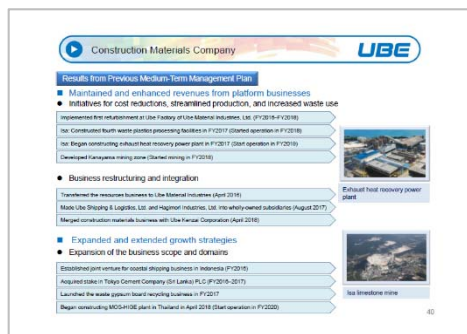 Construction Materials Company
UBE
Results from Previous Medium-Term Management Plan
■ Maintained and enhanced revenues from platform businesses
● Initiatives for cost reductions, streamlined production, and increased waste use
Implemented first refurbishment at Ube Factory of Ube Material Industries, Ltd. (FY2016–FY2018)
Isa: Constructed fourth waste plastics processing facilities in FY2017 (Started operation in FY2018)
Isa: Began constructing exhaust heat recovery power plant in FY2017 (Start operation in FY2019)
Developed Kanayama mining zone (Started mining in FY2018)
Exhaust heat recovery power
plant
● Business restructuring and integration
Transferred the resources business to Ube Material Industries (April 2016)
Made Ube Shipping & Logistics, Ltd. and Hagimori Industries, Ltd. into wholly-owned subsidiaries (August 2017)
Merged construction materials business with Ube Kenzai Corporation (April 2018)
■ Expanded and extended growth strategies
● Expansion of the business scope and domains
Established joint venture for coastal shipping business in Indonesia (FY2016)
Acquired stake in Tokyo Cement Company (Sri Lanka) PLC (FY2016–2017)
Launched the waste gypsum board recycling business in FY2017
Began constructing MOS-HIGE plant in Thailand in April 2018 (Start operation in FY2020)
Isa limestone mine
40